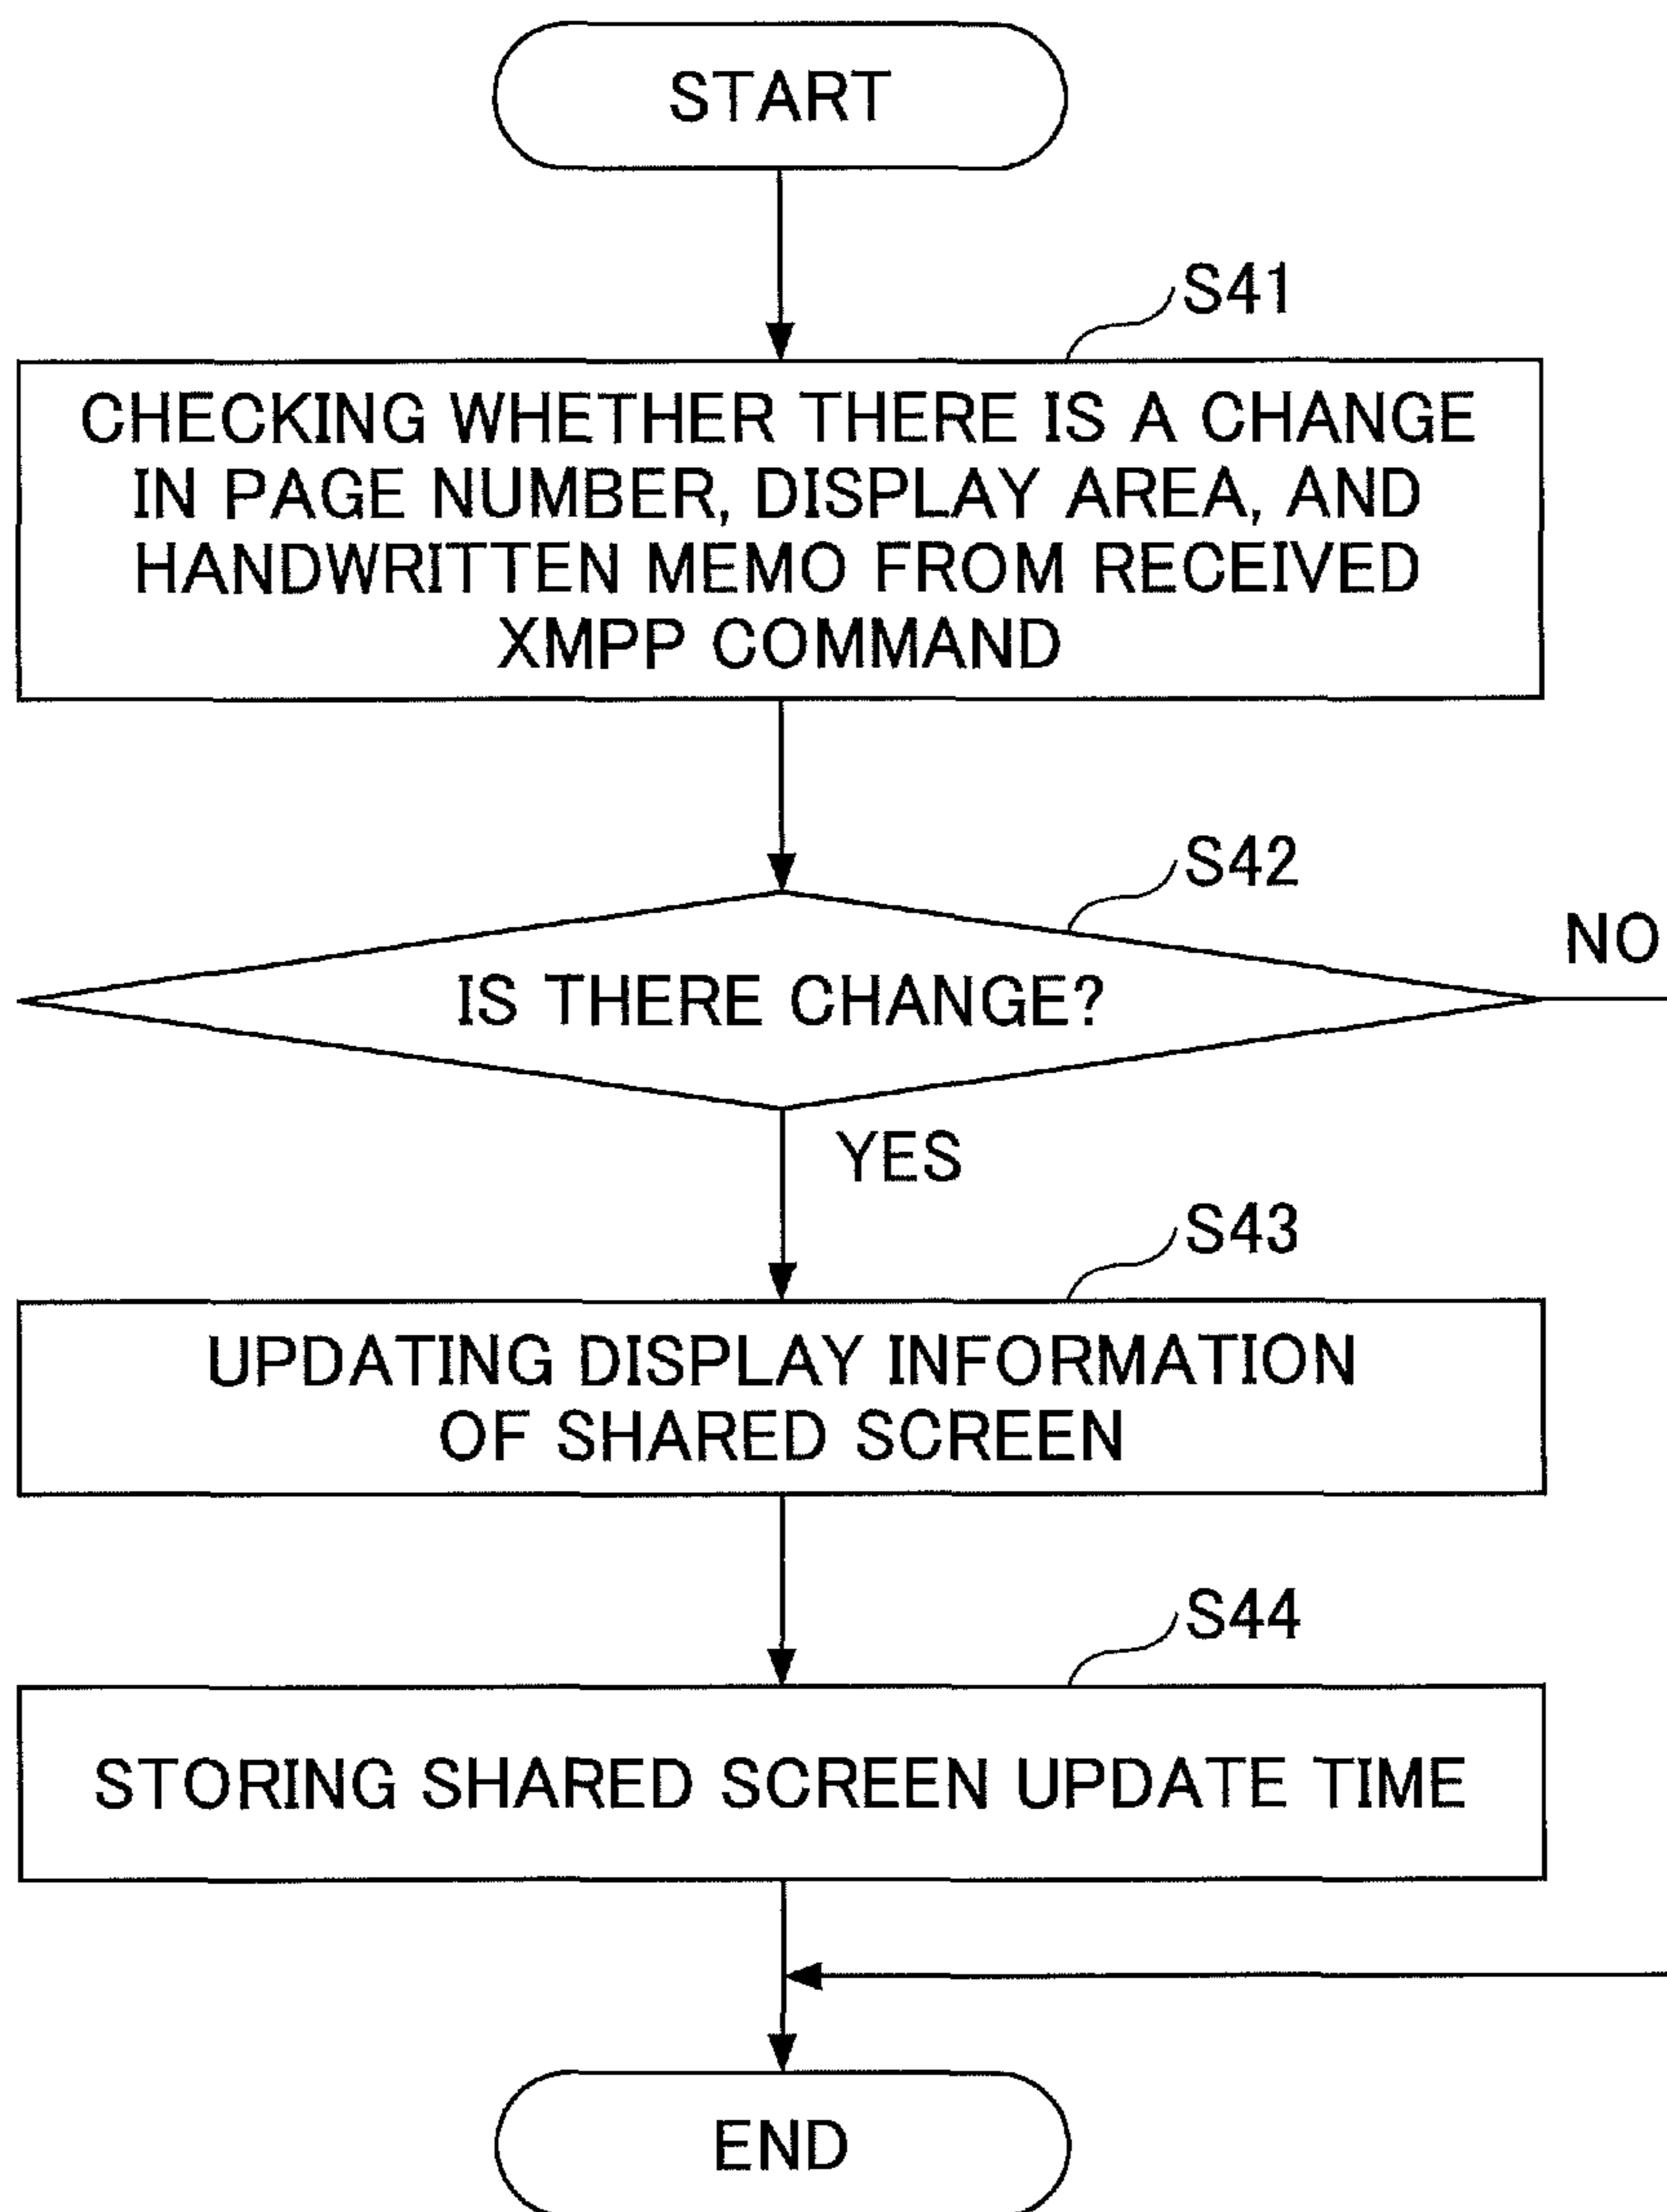 START
S41
CHECKING WHETHER THERE IS A CHANGE
IN PAGE NUMBER, DISPLAY AREA, AND
HANDWRITTEN MEMO FROM RECEIVED
XMPP COMMAND
S42
NO
IS THERE CHANGE?
YES
S43
UPDATING DISPLAY INFORMATION
OF SHARED SCREEN
S44
STORING SHARED SCREEN UPDATE TIME
END